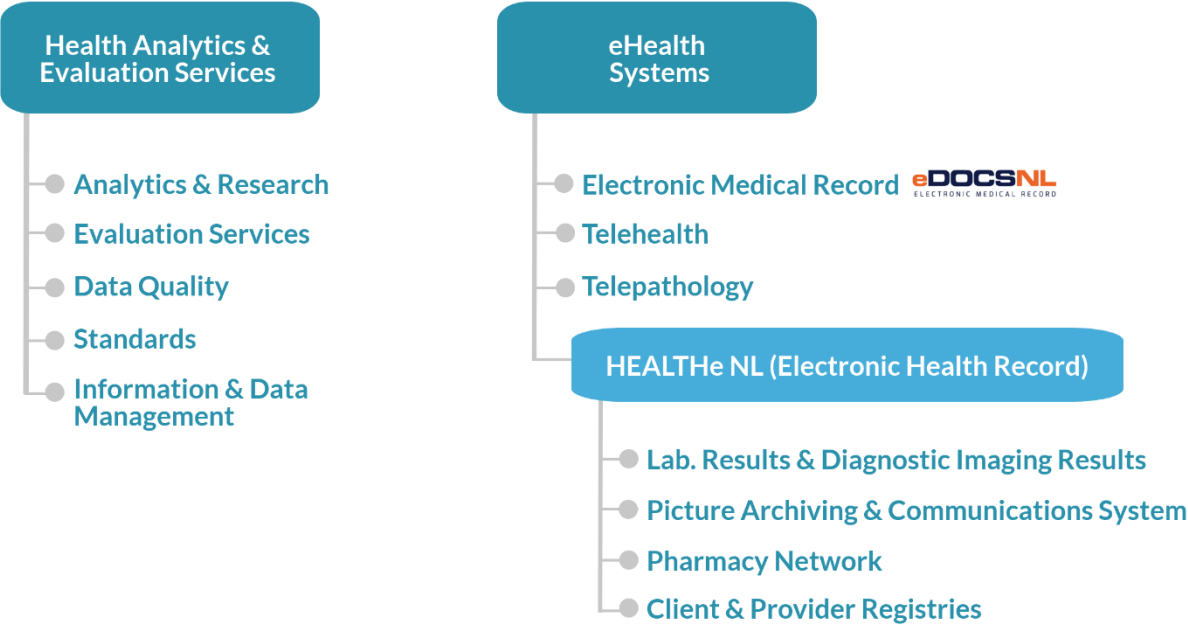 Health Analytics &
Evaluation Services
Analytics & Research
Evaluation Services
Data Quality
Standards
Information & Data
Management
eHealth
Systems
Electronic Medical Record
eDOCSNL
ELECTRONIC MEDICAL RECORD
Telehealth
Telepathology
HEALTHe NL (Electronic Health Record)
Lab. Results & Diagnostic Imaging Results
Picture Archiving & Communications System
Pharmacy Network
Client & Provider Registries